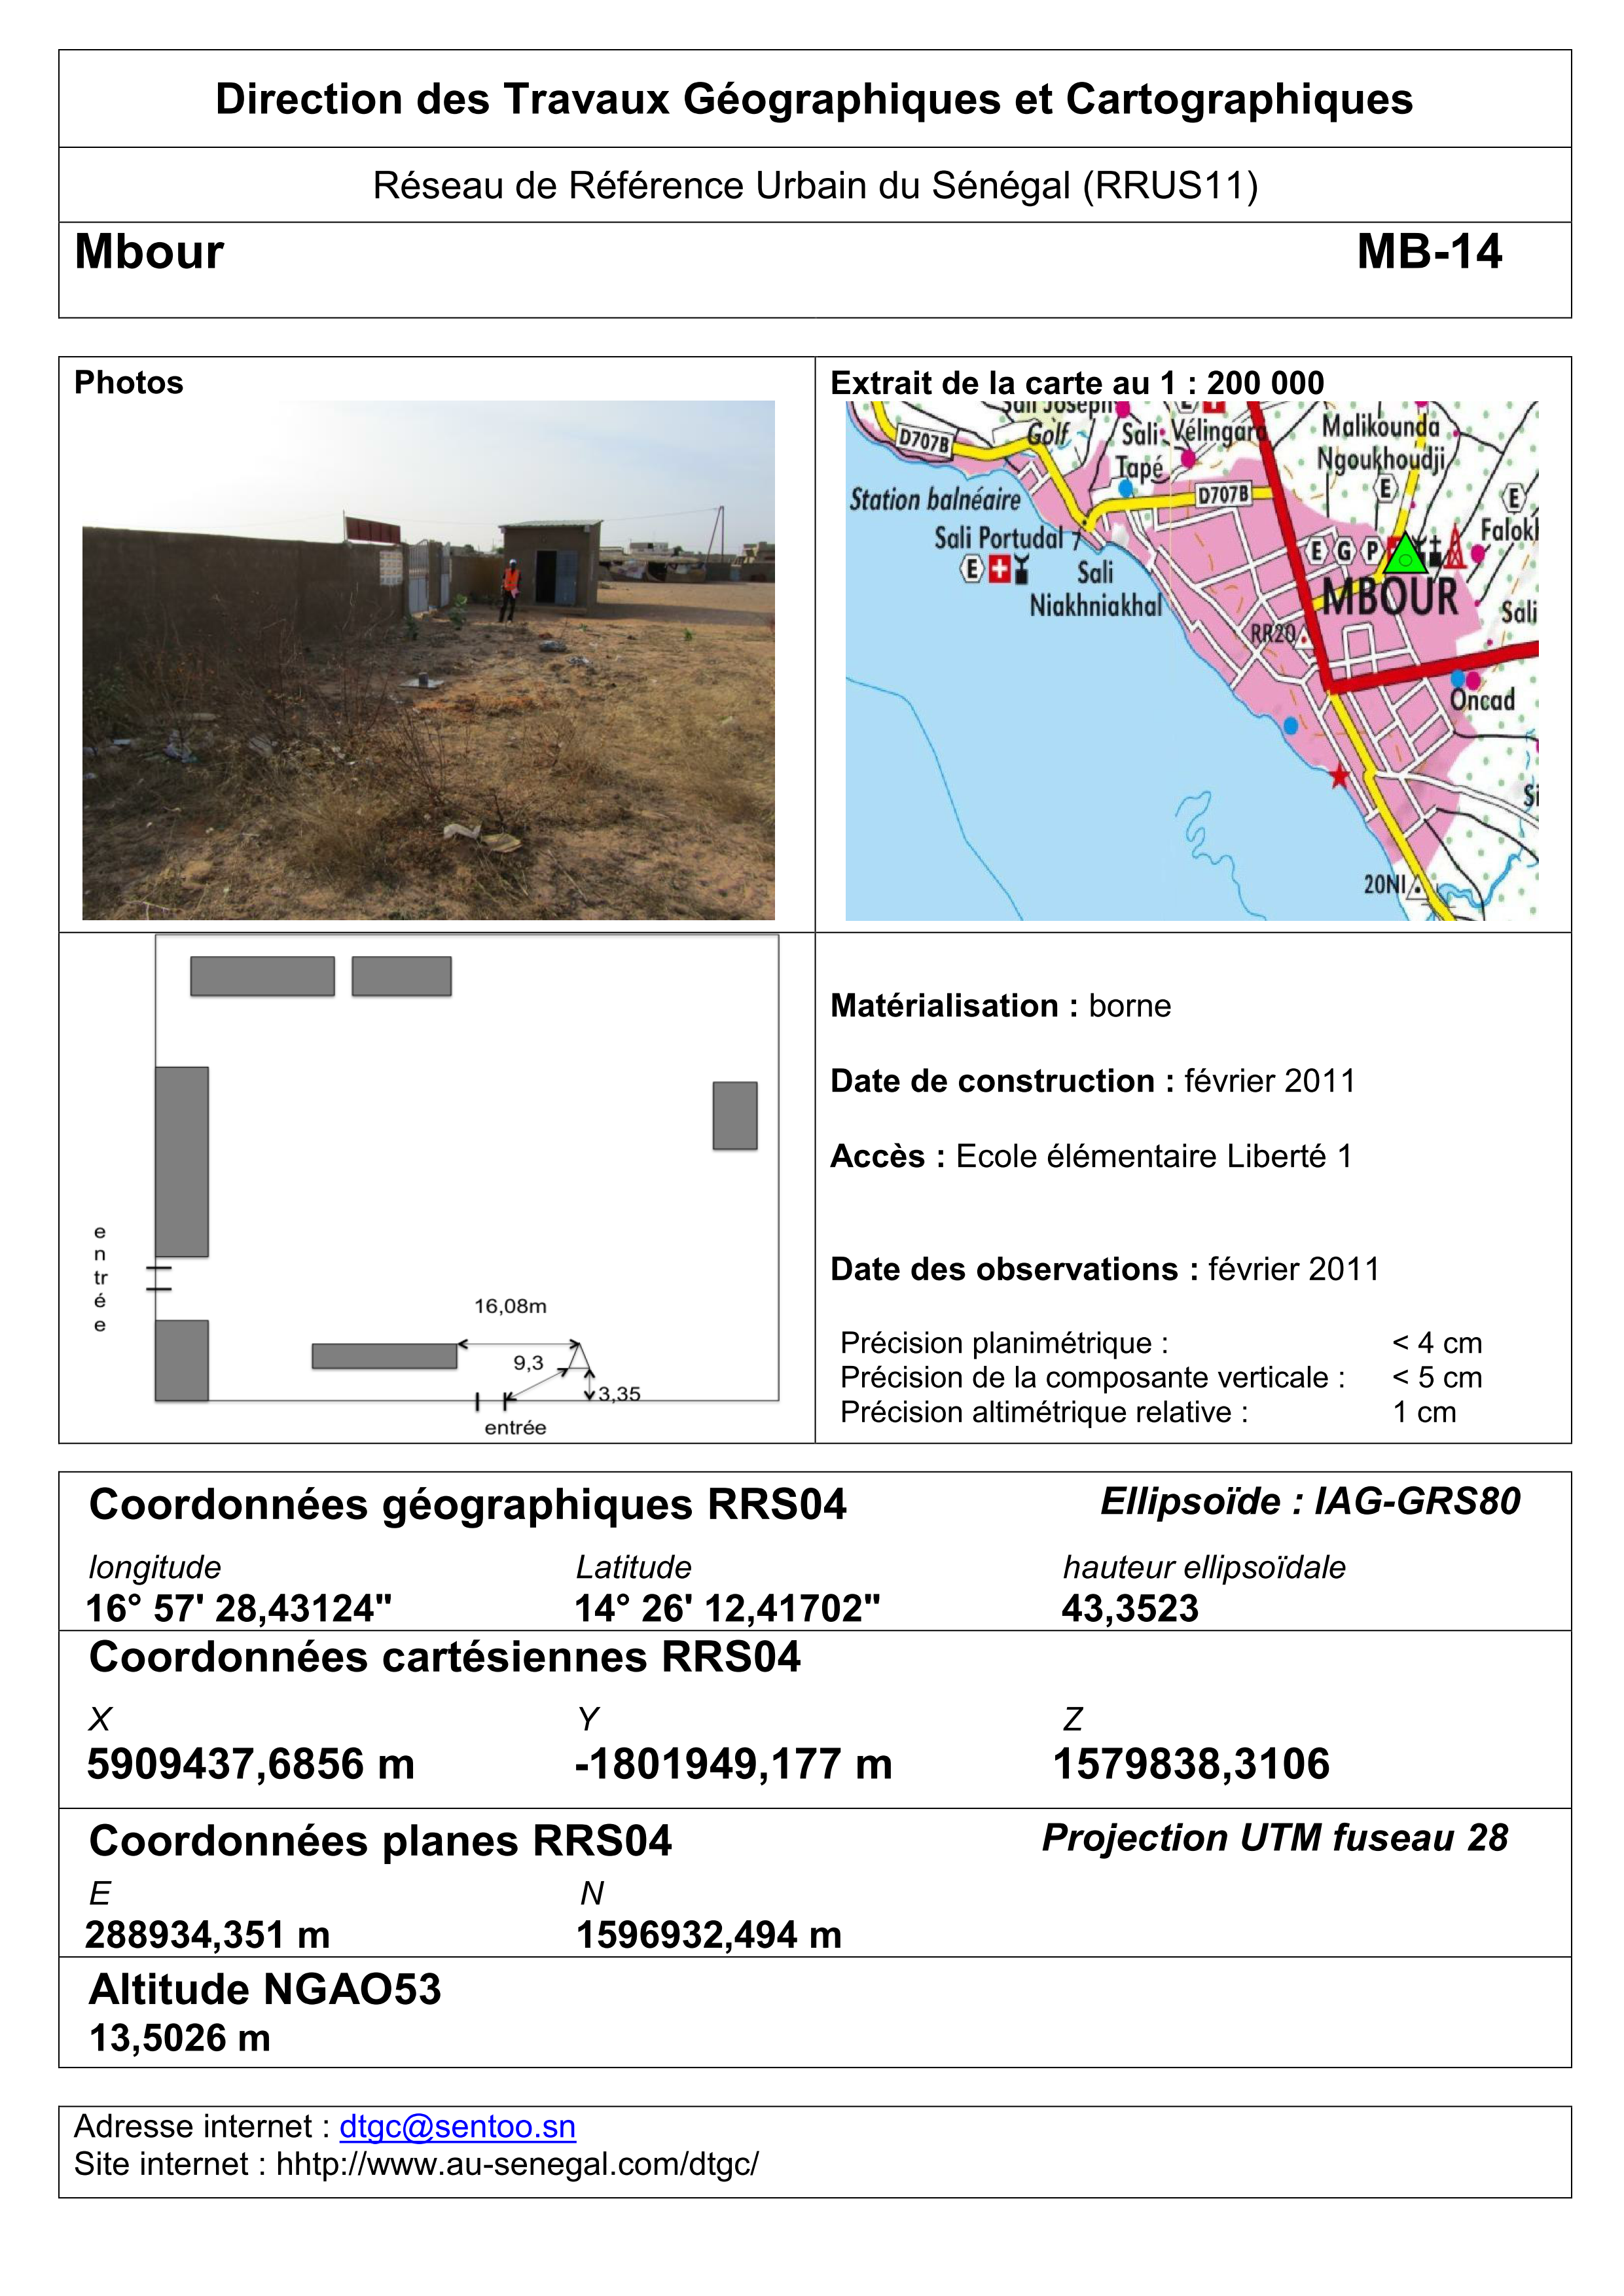 Direction des Travaux Géographiques et Cartographiques
Réseau de Référence Urbain du Sénégal (RRUS11)
Mbour MB-14
Photos
Extrait de la carte au 1 : 200 000
Sali Joseph
Golf
D707B
Sali
Tapé
Vélingara
Malikounda
Ngoukhoudji
E
E
D707B
Station balnéaire
Sali Portudal
E
Sali
Niakhniakhal
E G P
MBOUR
RR20
Sali
Oncad
20NI
entrée
16,08m
9,3
3,35
entrée
Matérialisation : borne
Date de construction : février 2011
Accès : Ecole élémentaire Liberté 1
Date des observations : février 2011
Précision planimétrique : < 4 cm
Précision de la composante verticale : < 5 cm
Précision altimétrique relative : 1 cm
Coordonnées géographiques RRS04 Ellipsoïde : IAG-GRS80
longitude Latitude hauteur ellipsoïdale
16° 57' 28,43124" 14° 26' 12,41702" 43,3523
Coordonnées cartésiennes RRS04
X Y Z
5909437,6856 m -1801949,177 m 1579838,3106
Coordonnées planes RRS04 Projection UTM fuseau 28
E N
288934,351 m 1596932,494 m
Altitude NGAO53
13,5026 m
Adresse internet : dtgc@sentoo.sn
Site internet : hhtp://www.au-senegal.com/dtgc/